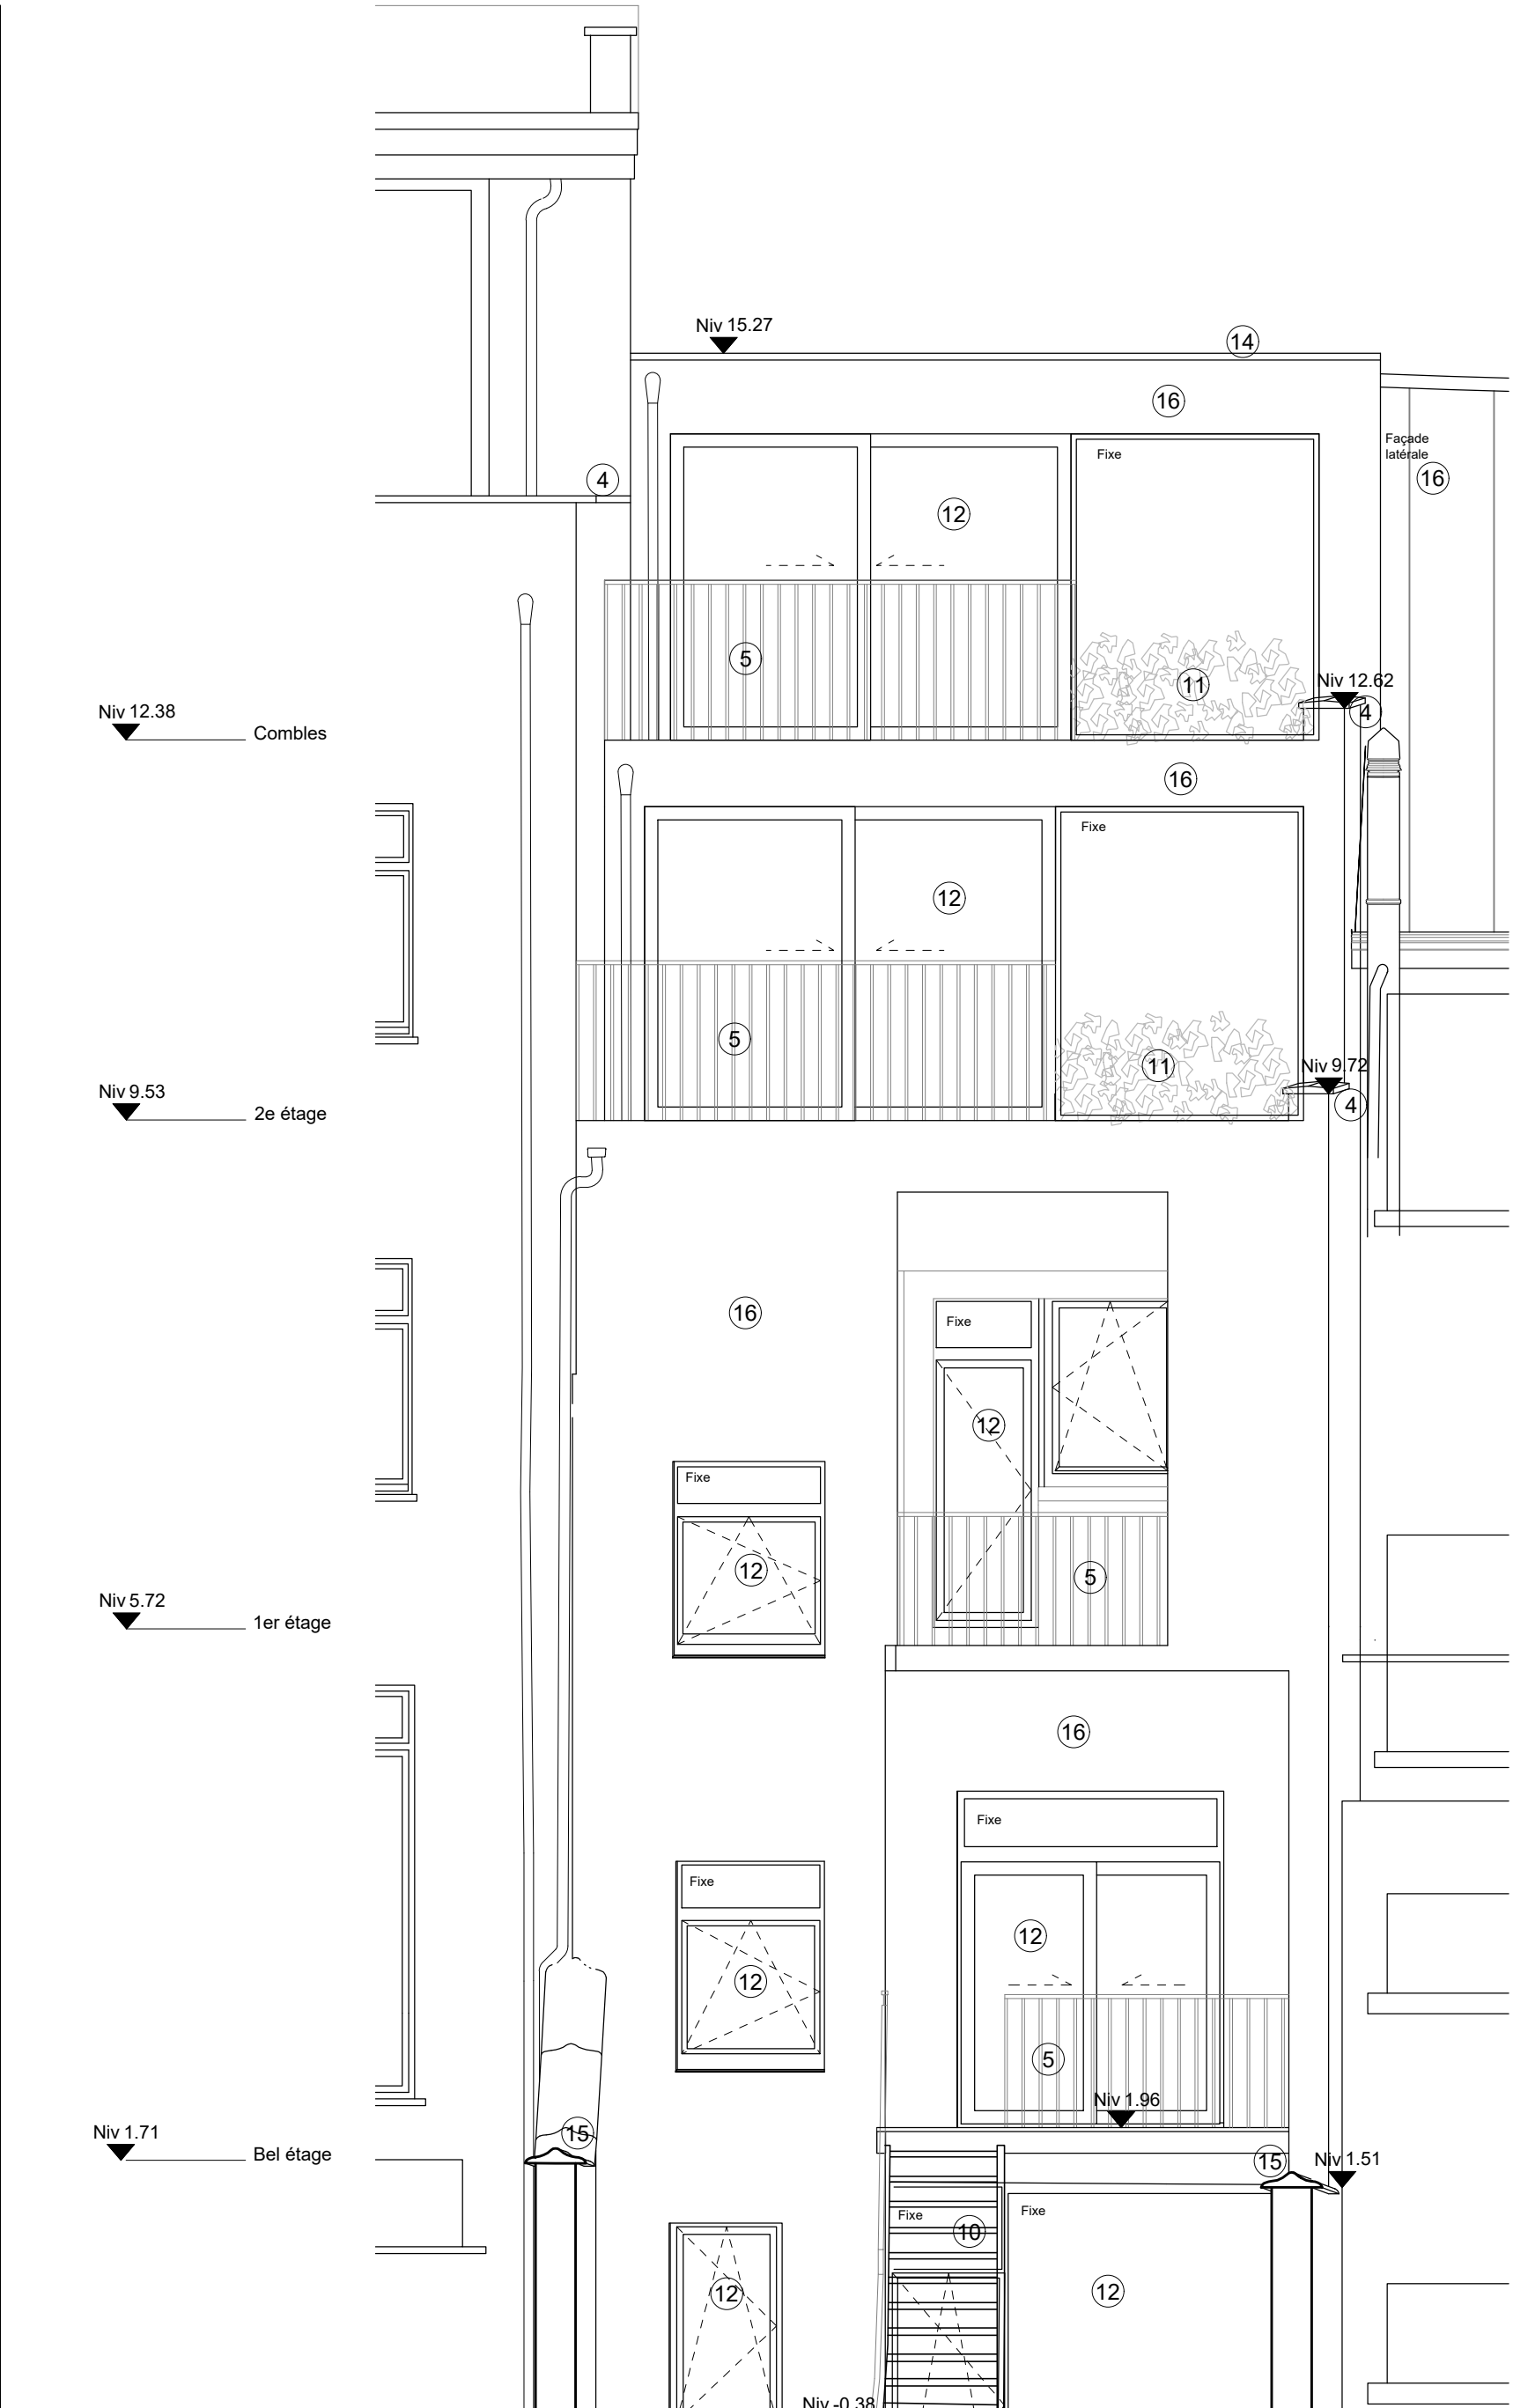 Niv 15.27
14
16
Façade
latérale
Fixe
16
4
12
5
11
Niv 12.62
4
Niv 12.38
Combles
16
Fixe
12
5
11
Niv 9.72
4
Niv 9.53
2e étage
16
Fixe
12
Fixe
12
5
Niv 5.72
1er étage
16
Fixe
Fixe
12
12
5
Niv 1.96
Niv 1.71
Bel étage
15
15
Niv 1.51
Fixe
Fixe
10
12
12
Niv -0.38